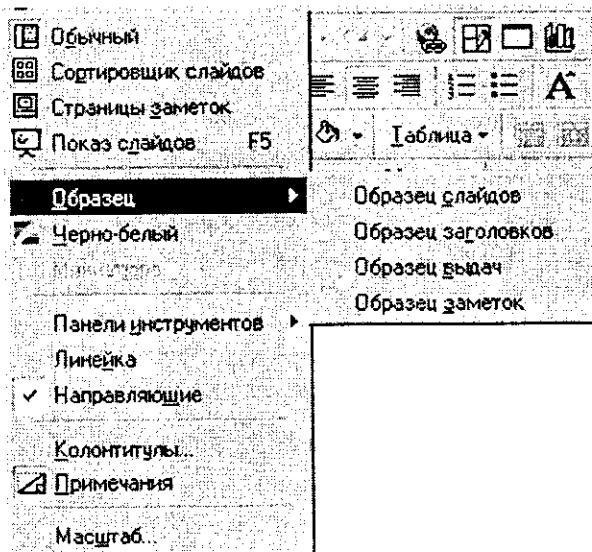 Обычный
Сортировщик слайдов
Страницы заметок
Показ слайдов F5
Таблица
Образец
Образец слайдов
Образец заголовков
Образец выдач
Образец заметок
Черно-белый
Миниатюра
Панели инструментов
Линейка
Направляющие
Колонтитулы...
Примечания
Масштаб...